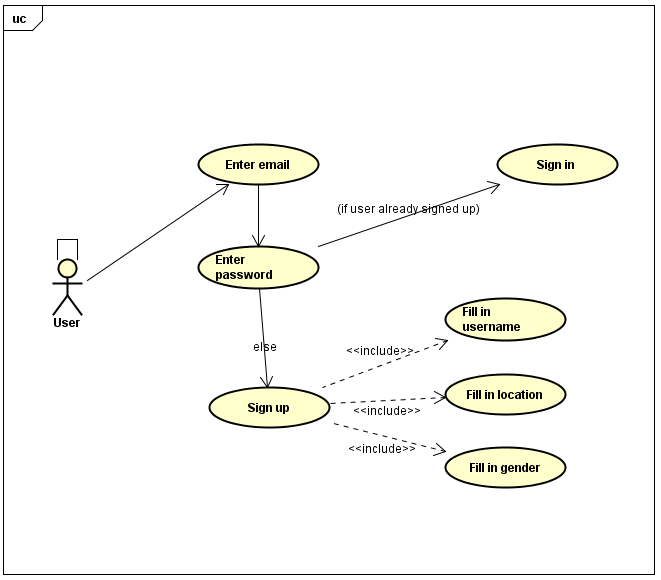 uc
Enter email
Sign in
(if user already signed up)
Enter
password
User
Fill in
username
else
<<include>>
Fill in location
Sign up
<<include>>
<<include>>
Fill in gender